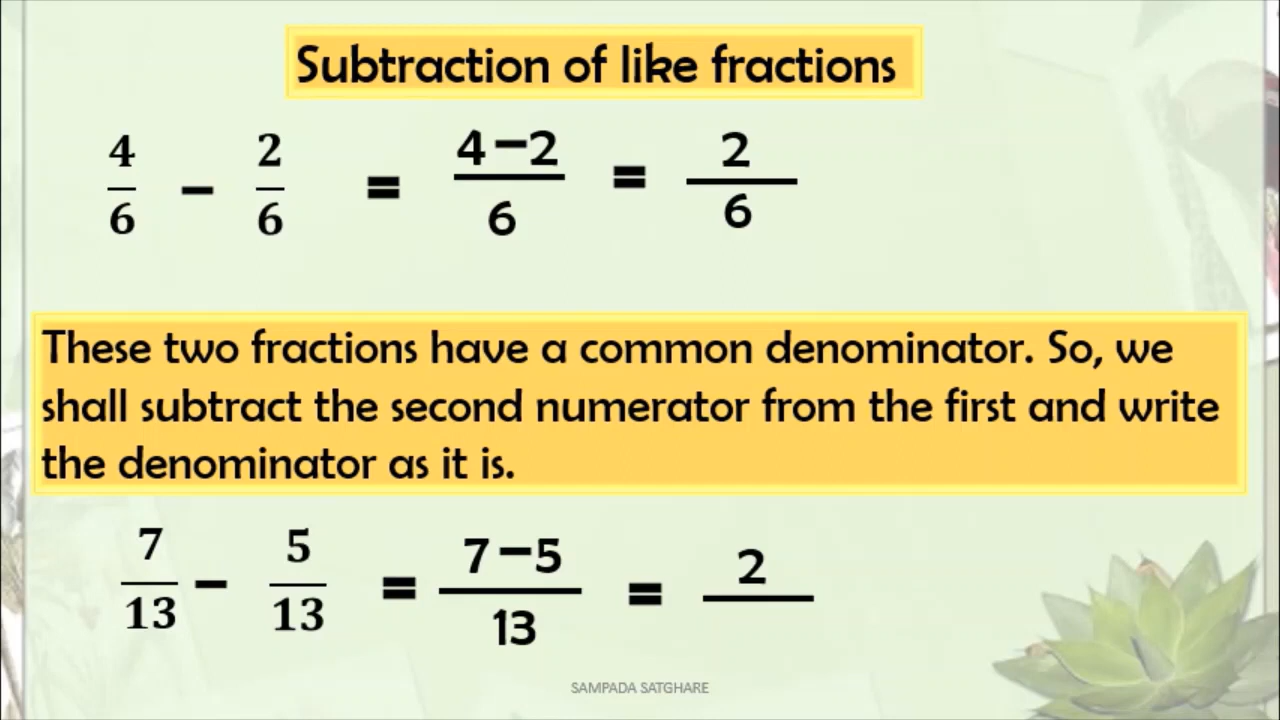 Subtraction of like fractions
4/6 – 2/6 = 4–2/6 = 2/6
These two fractions have a common denominator. So, we
shall subtract the second numerator from the first and write
the denominator as it is.
7/13 – 5/13 = 7–5/13 = 2/
SAMPADA SATGHARE